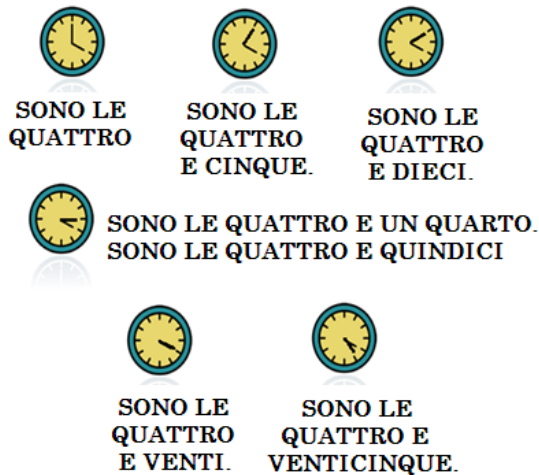 SONO LE
QUATTRO
SONO LE
QUATTRO
E CINQUE.
SONO LE
QUATTRO
E DIECI.
SONO LE QUATTRO E UN QUARTO.
SONO LE QUATTRO E QUINDICI
SONO LE
QUATTRO
E VENTI.
SONO LE
QUATTRO E
VENTICINQUE.